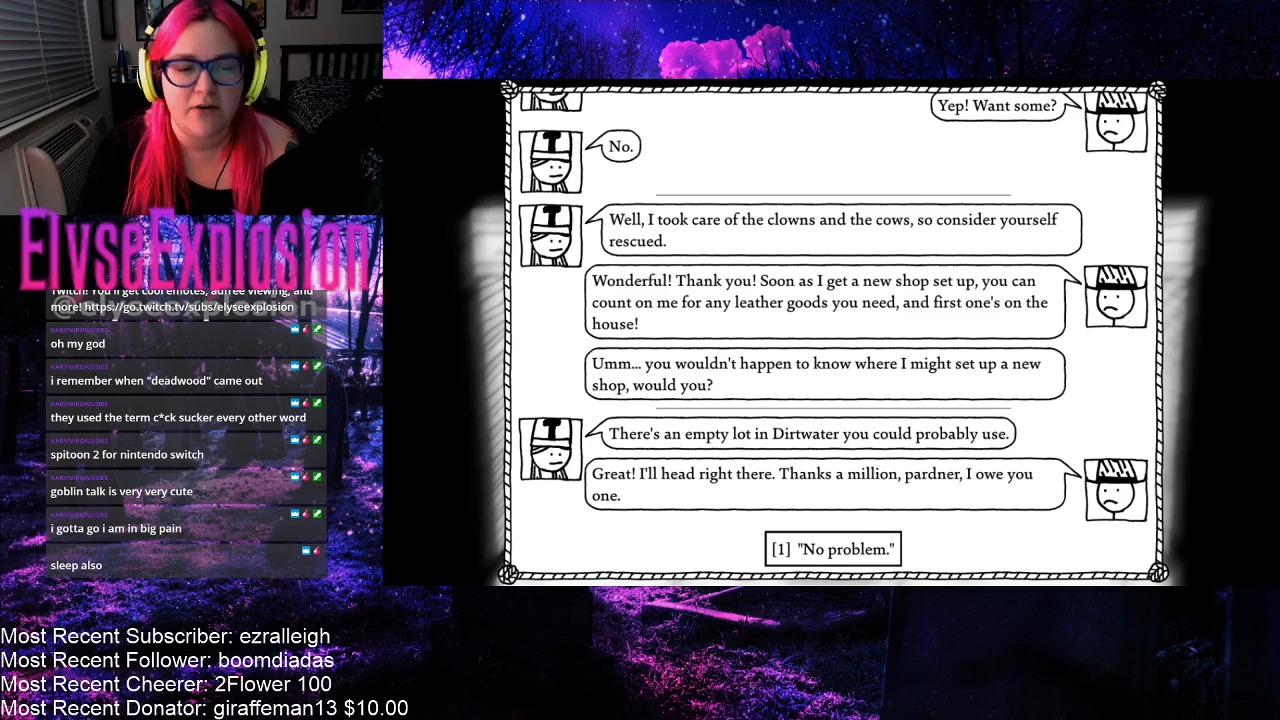 Yep! Want some?
No.
Well, I took care of the clowns and the cows, so consider yourself
rescued.
Wonderful! Thank you! Soon as I get a new shop set up, you can
count on me for any leather goods you need, and first one's on the
house!
Umm... you wouldn't happen to know where I might set up a new
shop, would you?
There's an empty lot in Dirtwater you could probably use.
Great! I'll head right there. Thanks a million, pardner, I owe you
one.
[1] "No problem."
ElyseExplosion
@elyseexplosion
Twitch! You'll get cool emotes, adfree viewing, and
more! https://go.twitch.tv/subs/elyseexplosion
KARYNIRONSIDES
oh my god
KARYNIRONSIDES
i remember when "deadwood" came out
KARYNIRONSIDES
they used the term c*ck sucker every other word
KARYNIRONSIDES
spitoon 2 for nintendo switch
KARYNIRONSIDES
goblin talk is very very cute
KARYNIRONSIDES
i gotta go i am in big pain
sleep also
Most Recent Subscriber: ezralleigh
Most Recent Follower: boomdiadas
Most Recent Cheerer: 2Flower 100
Most Recent Donator: giraffeman13 $10.00